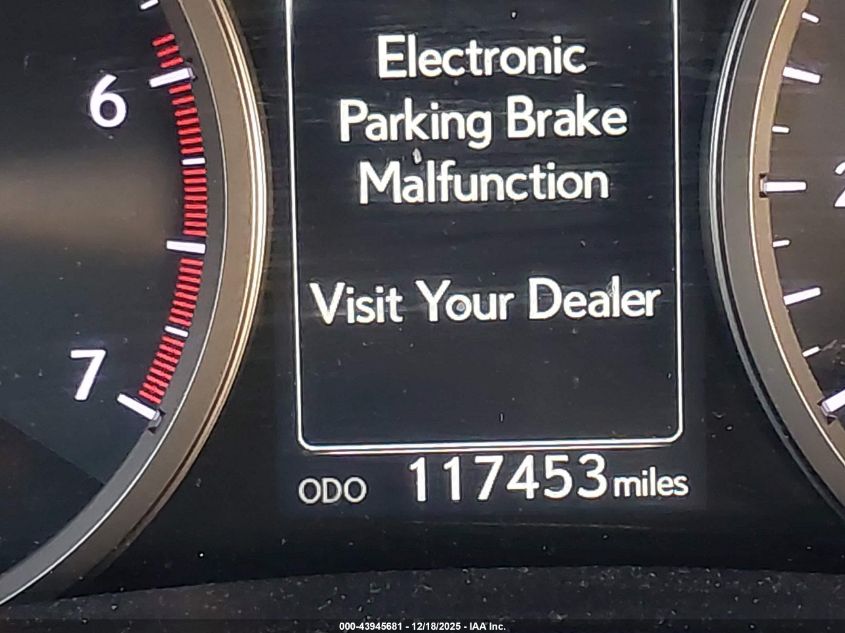 Electronic
Parking Brake
Malfunction
Visit Your Dealer
6
7
2
ODO 117453 miles
000-43945681 - 12/18/2025 - IAA Inc.